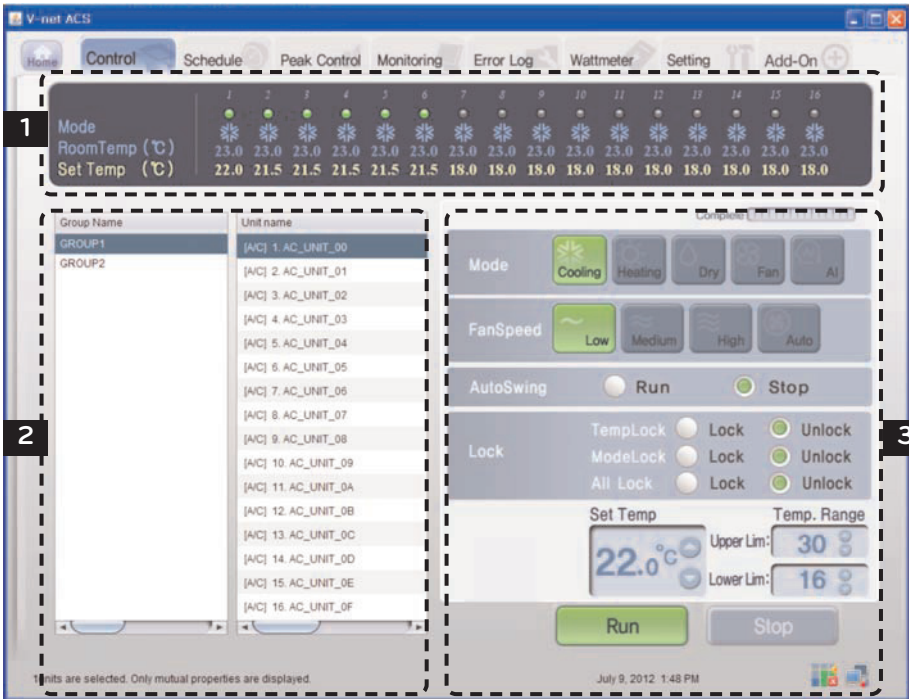 V-net ACS
Home Control Schedule Peak Control Monitoring Error Log Wattmeter Setting Add-On
1
1 2 3 4 5 6 7 8 9 10 11 12 13 14 15 16
Mode
RoomTemp (℃) 23.0 23.0 23.0 23.0 23.0 23.0 23.0 23.0 23.0 23.0 23.0 23.0 23.0 23.0 23.0 23.0
Set Temp (℃) 22.0 21.5 21.5 21.5 21.5 21.5 18.0 18.0 18.0 18.0 18.0 18.0 18.0 18.0 18.0 18.0
2
Group Name
GROUP1
GROUP2
Unit name
[A/C] 1. AC_UNIT_00
[A/C] 2. AC_UNIT_01
[A/C] 3. AC_UNIT_02
[A/C] 4. AC_UNIT_03
[A/C] 5. AC_UNIT_04
[A/C] 6. AC_UNIT_05
[A/C] 7. AC_UNIT_06
[A/C] 8. AC_UNIT_07
[A/C] 9. AC_UNIT_08
[A/C] 10. AC_UNIT_09
[A/C] 11. AC_UNIT_0A
[A/C] 12. AC_UNIT_0B
[A/C] 13. AC_UNIT_0C
[A/C] 14. AC_UNIT_0D
[A/C] 15. AC_UNIT_0E
[A/C] 16. AC_UNIT_0F
3
Complete
Mode Cooling Heating Dry Fan AI
FanSpeed Low Medium High Auto
AutoSwing Run Stop
Lock
TempLock Lock Unlock
ModeLock Lock Unlock
All Lock Lock Unlock
Set Temp Temp. Range
22.0°C
Upper Lim: 30
Lower Lim: 16
Run Stop
units are selected. Only mutual properties are displayed.
July 9, 2012 1:48 PM